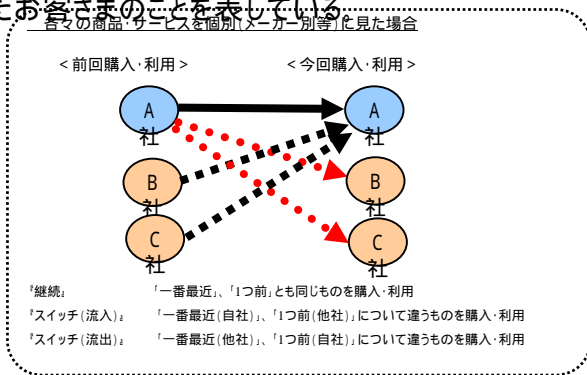 たお客さまのことを表している。
各々の商品・サービスを個別(メーカー別等)に見た場合
<前回購入・利用> <今回購入・利用>
A社 A社
B社 B社
C社 C社
『継続』 「一番最近」、「1つ前」とも同じものを購入・利用
『スイッチ(流入)』 「一番最近(自社)」、「1つ前(他社)」について違うものを購入・利用
『スイッチ(流出)』 「一番最近(他社)」、「1つ前(自社)」について違うものを購入・利用